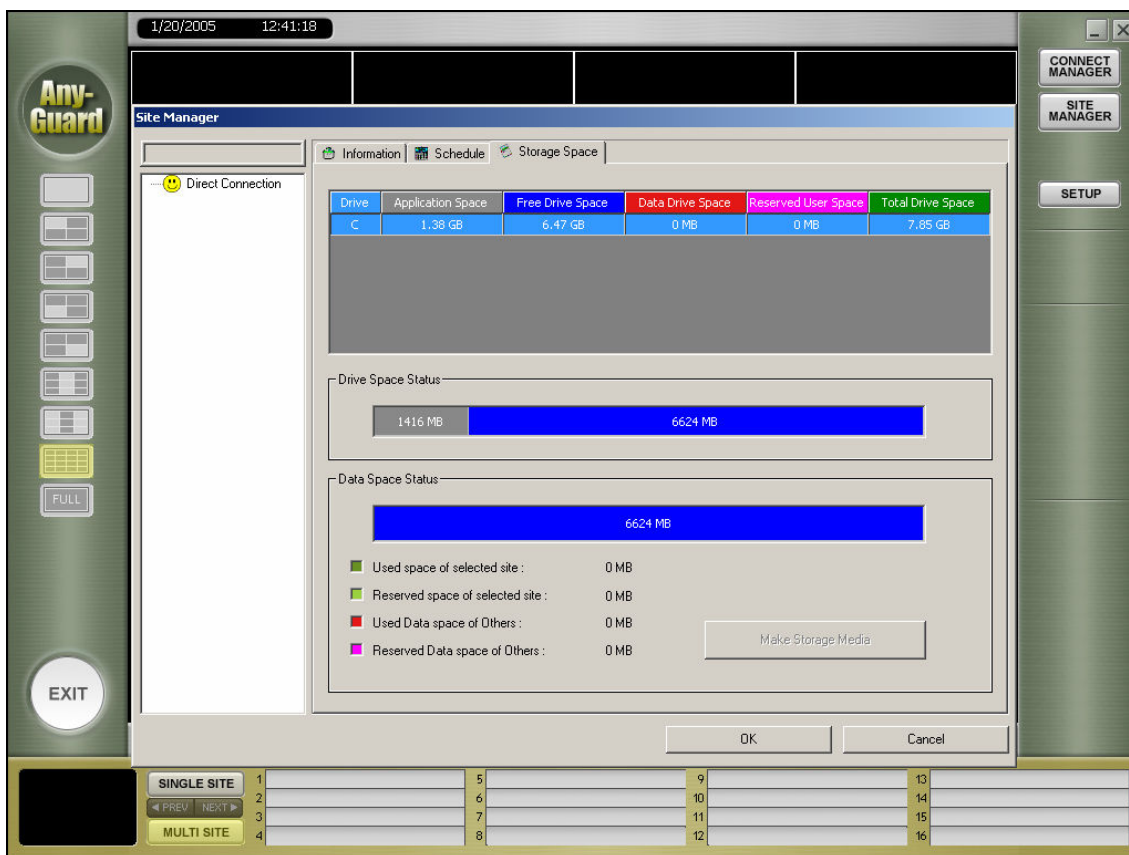 1/20/2005 12:41:18
Any-
Guard
CONNECT
MANAGER
SITE
MANAGER
SETUP
Site Manager
Information Schedule Storage Space
Direct Connection
Drive Application Space Free Drive Space Data Drive Space Reserved User Space Total Drive Space
C 1.38 GB 6.47 GB 0 MB 0 MB 7.85 GB
Drive Space Status
1416 MB 6624 MB
Data Space Status
6624 MB
Used space of selected site : 0 MB
Reserved space of selected site : 0 MB
Used Data space of Others : 0 MB
Reserved Data space of Others : 0 MB
Make Storage Media
FULL
EXIT
OK Cancel
SINGLE SITE
PREV NEXT
MULTI SITE
1 5 9 13
2 6 10 14
3 7 11 15
4 8 12 16